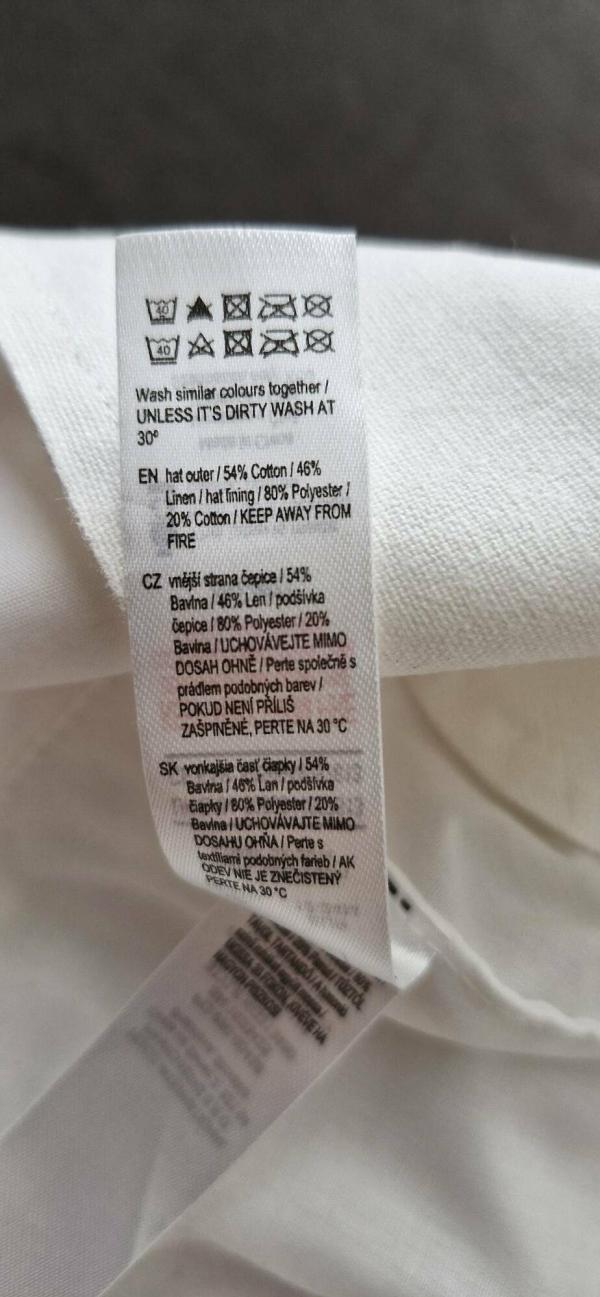 40
40
Wash similar colours together /
UNLESS IT'S DIRTY WASH AT
30º
EN hat outer / 54% Cotton / 46%
Linen / hat lining / 80% Polyester /
20% Cotton / KEEP AWAY FROM
FIRE
CZ vnější strana čepice / 54%
Bavlna / 46% Len / podšívka
čepice / 80% Polyester / 20%
Bavlna / UCHOVÁVEJTE MIMO
DOSAH OHNĚ / Perte společně s
prádlem podobných barev /
POKUD NENÍ PŘÍLIŠ
ZAŠPINĚNÉ, PERTE NA 30 °C
SK vonkajšia časť čiapky / 54%
Bavlna / 46% Ľan / podšívka
čiapky / 80% Polyester / 20%
Bavlna / UCHOVÁVAJTE MIMO
DOSAHU OHŇA / Perte s
textíliami podobných farieb / AK
ODEV NIE JE ZNEČISTENÝ
PERTE NA 30 °C